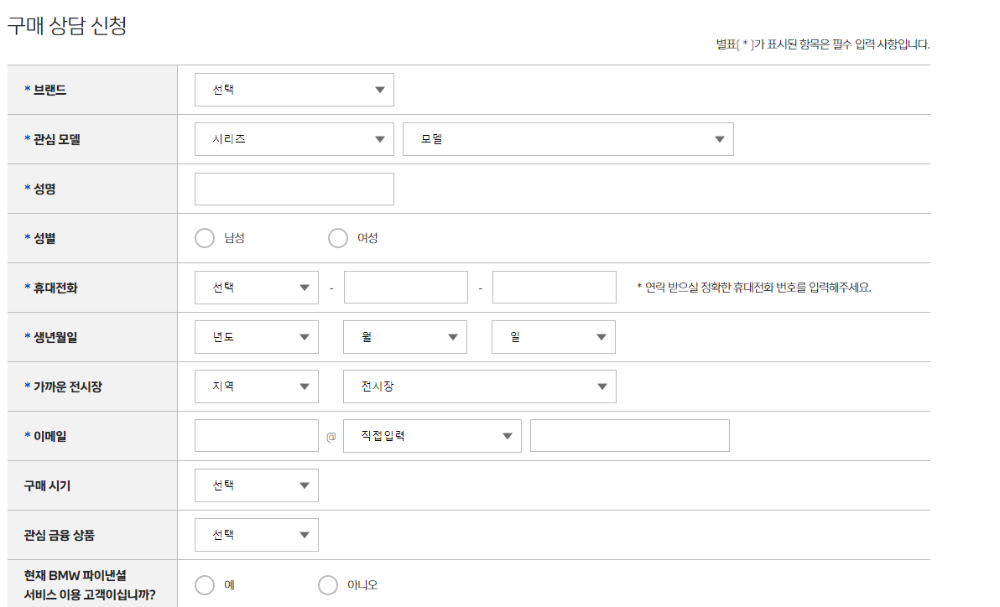 구매 상담 신청
별표( * )가 표시된 항목은 필수 입력 사항입니다.
* 브랜드 선택
* 관심 모델 시리즈 모델
* 성명
* 성별 남성 여성
* 휴대전화 선택 - - * 연락 받으실 정확한 휴대전화 번호를 입력해주세요.
* 생년월일 년도 월 일
* 가까운 전시장 지역 전시장
* 이메일 @ 직접입력
구매 시기 선택
관심 금융 상품 선택
현재 BMW 파이낸셜
서비스 이용 고객이십니까? 예 아니오